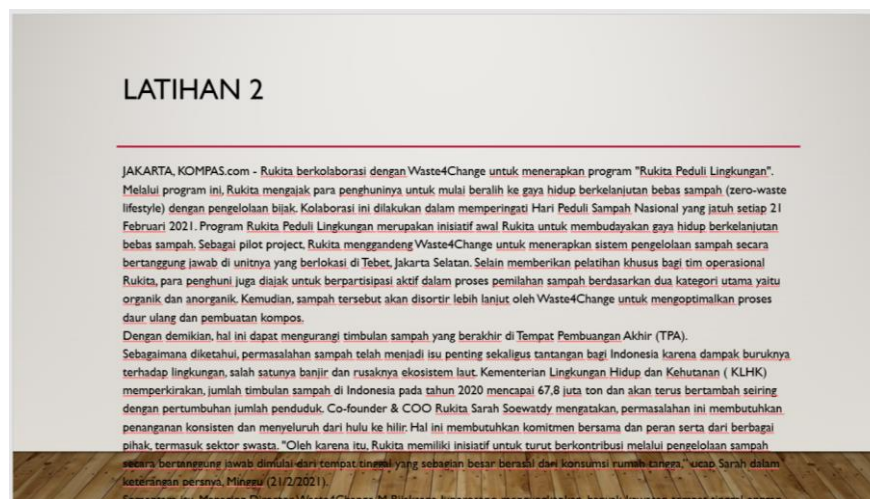 LATIHAN 2
JAKARTA, KOMPAS.com - Rukita berkolaborasi dengan Waste4Change untuk menerapkan program "Rukita Peduli Lingkungan".
Melalui program ini, Rukita mengajak para penghuninya untuk mulai beralih ke gaya hidup berkelanjutan bebas sampah (zero-waste
lifestyle) dengan pengelolaan bijak. Kolaborasi ini dilakukan dalam memperingati Hari Peduli Sampah Nasional yang jatuh setiap 21
Februari 2021. Program Rukita Peduli Lingkungan merupakan inisiatif awal Rukita untuk membudayakan gaya hidup berkelanjutan
bebas sampah. Sebagai pilot project, Rukita menggandeng Waste4Change untuk menerapkan sistem pengelolaan sampah secara
bertanggung jawab di unitnya yang berlokasi di Tebet, Jakarta Selatan. Selain memberikan pelatihan khusus bagi tim operasional
Rukita, para penghuni juga diajak untuk berpartisipasi aktif dalam proses pemilahan sampah berdasarkan dua kategori utama yaitu
organik dan anorganik. Kemudian, sampah tersebut akan disortir lebih lanjut oleh Waste4Change untuk mengoptimalkan proses
daur ulang dan pembuatan kompos.
Dengan demikian, hal ini dapat mengurangi timbulan sampah yang berakhir di Tempat Pembuangan Akhir (TPA).
Sebagaimana diketahui, permasalahan sampah telah menjadi isu penting sekaligus tantangan bagi Indonesia karena dampak buruknya
terhadap lingkungan, salah satunya banjir dan rusaknya ekosistem laut. Kementerian Lingkungan Hidup dan Kehutanan ( KLHK)
memperkirakan, jumlah timbulan sampah di Indonesia pada tahun 2020 mencapai 67,8 juta ton dan akan terus bertambah seiring
dengan pertumbuhan jumlah penduduk. Co-founder & COO Rukita Sarah Soewatdy mengatakan, permasalahan ini membutuhkan
penanganan konsisten dan menyeluruh dari hulu ke hilir. Hal ini membutuhkan komitmen bersama dan peran serta dari berbagai
pihak, termasuk sektor swasta. "Oleh karena itu, Rukita memiliki inisiatif untuk turut berkontribusi melalui pengelolaan sampah
secara bertanggung jawab dimulai dari tempat tinggal yang sebagian besar berasal dari konsumsi rumah tangga," ucap Sarah dalam
keterangan persnya, Minggu (21/2/2021).